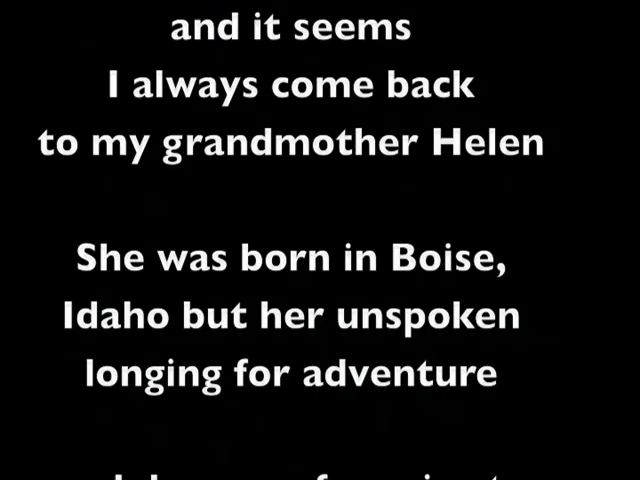 and it seems
I always come back
to my grandmother Helen
She was born in Boise,
Idaho but her unspoken
longing for adventure